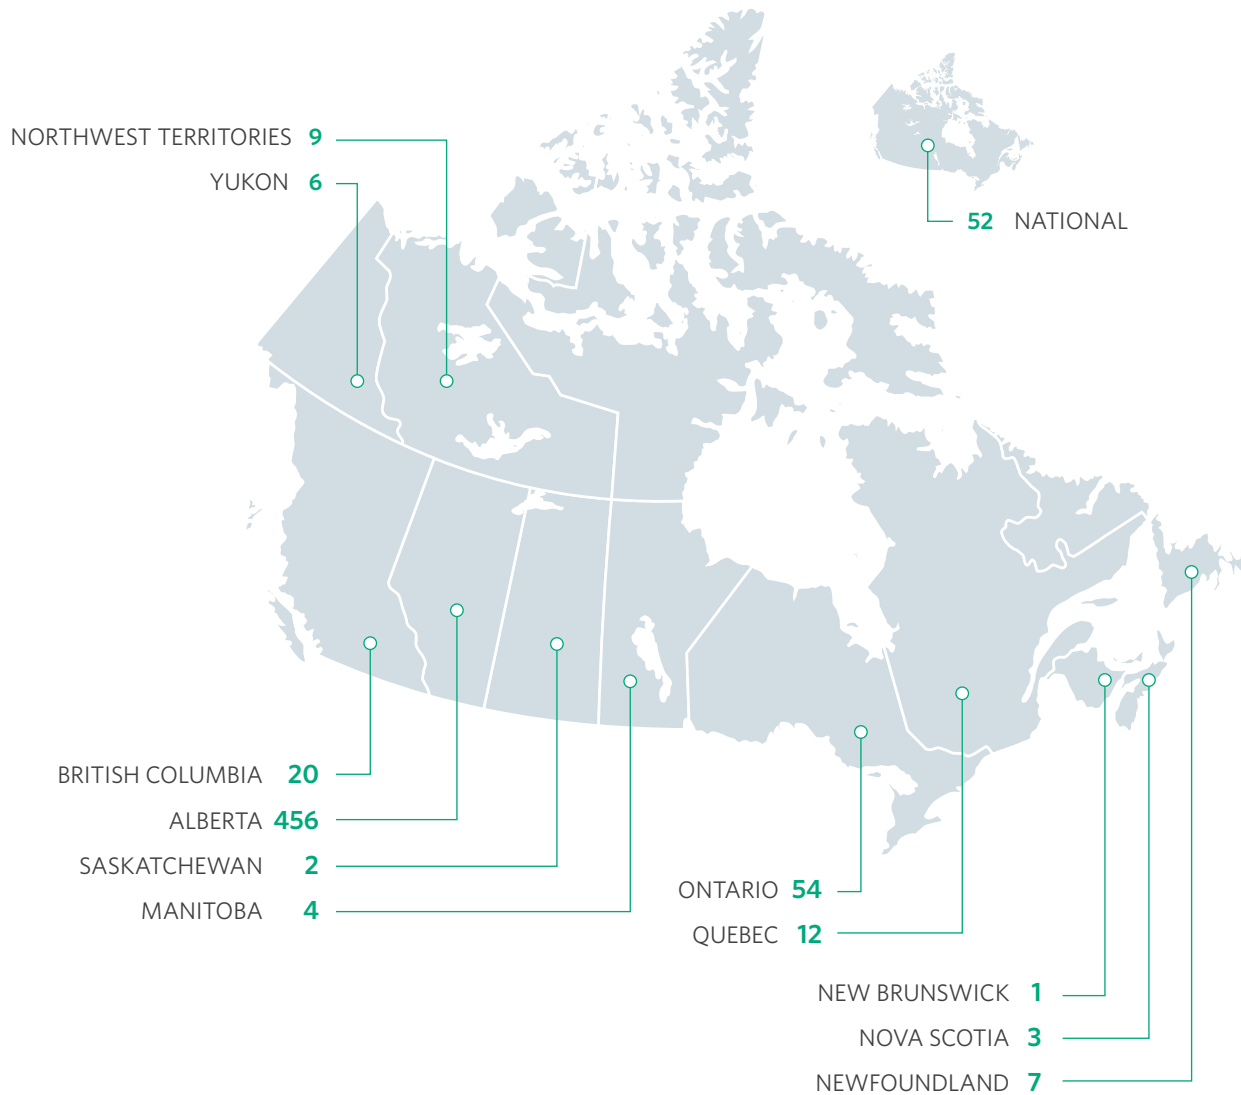 NORTHWEST TERRITORIES 9
YUKON 6
52 NATIONAL
BRITISH COLUMBIA 20
ALBERTA 456
SASKATCHEWAN 2
MANITOBA 4
ONTARIO 54
QUEBEC 12
NEW BRUNSWICK 1
NOVA SCOTIA 3
NEWFOUNDLAND 7